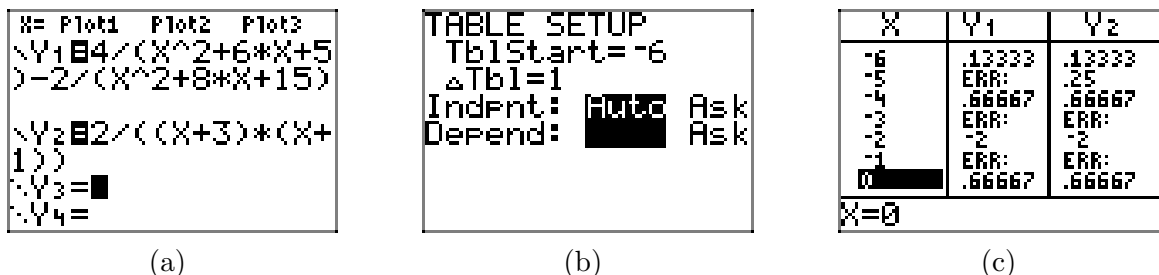 X= Plot1 Plot2 Plot3
\Y1=4/(X^2+6*X+5
)-2/(X^2+8*X+15)
\Y2=2/((X+3)*(X+
1))
\Y3=
\Y4=
(a)
TABLE SETUP
TblStart=-6
△Tbl=1
Indpnt: Auto Ask
Depend: Ask
(b)
X Y1 Y2
-6 .13333 .13333
-5 ERR: .25
-4 .66667 .66667
-3 ERR: ERR:
-2 -2 -2
-1 ERR: ERR:
0 .66667 .66667
X=0
(c)